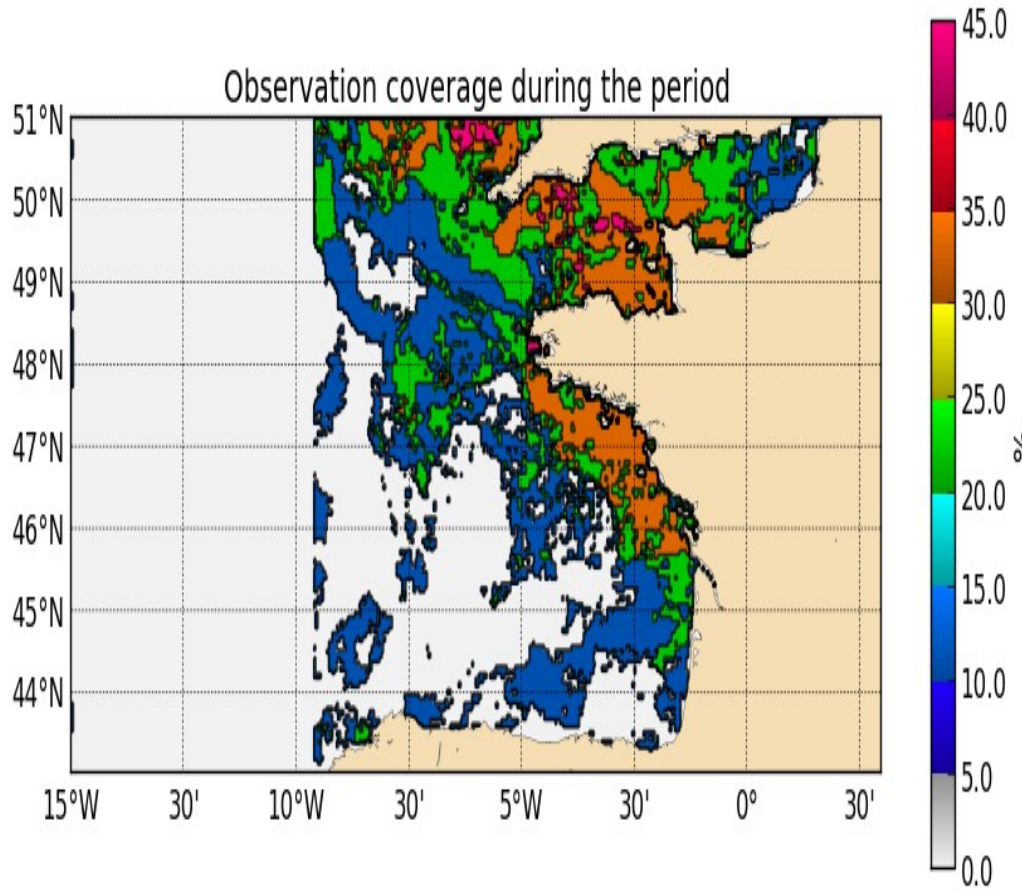 Observation coverage during the period
51°N
50°N
49°N
48°N
47°N
46°N
45°N
44°N
15°W 30' 10°W 30' 5°W 30' 0° 30'
45.0
40.0
35.0
30.0
25.0
20.0
15.0
10.0
5.0
0.0
%